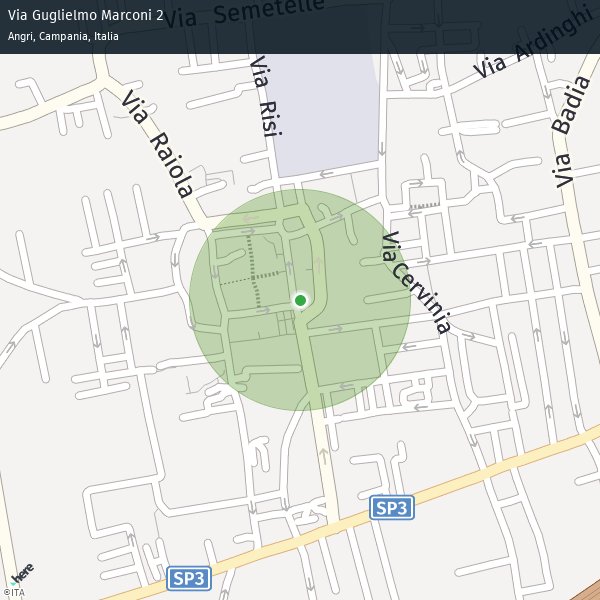 Via Guglielmo Marconi 2
Angri, Campania, Italia
Via Semetelle
Via Ardinghi
Via Risi
Via Raiola
Via Badia
Via Cervinia
SP3
SP3
here
©ITA